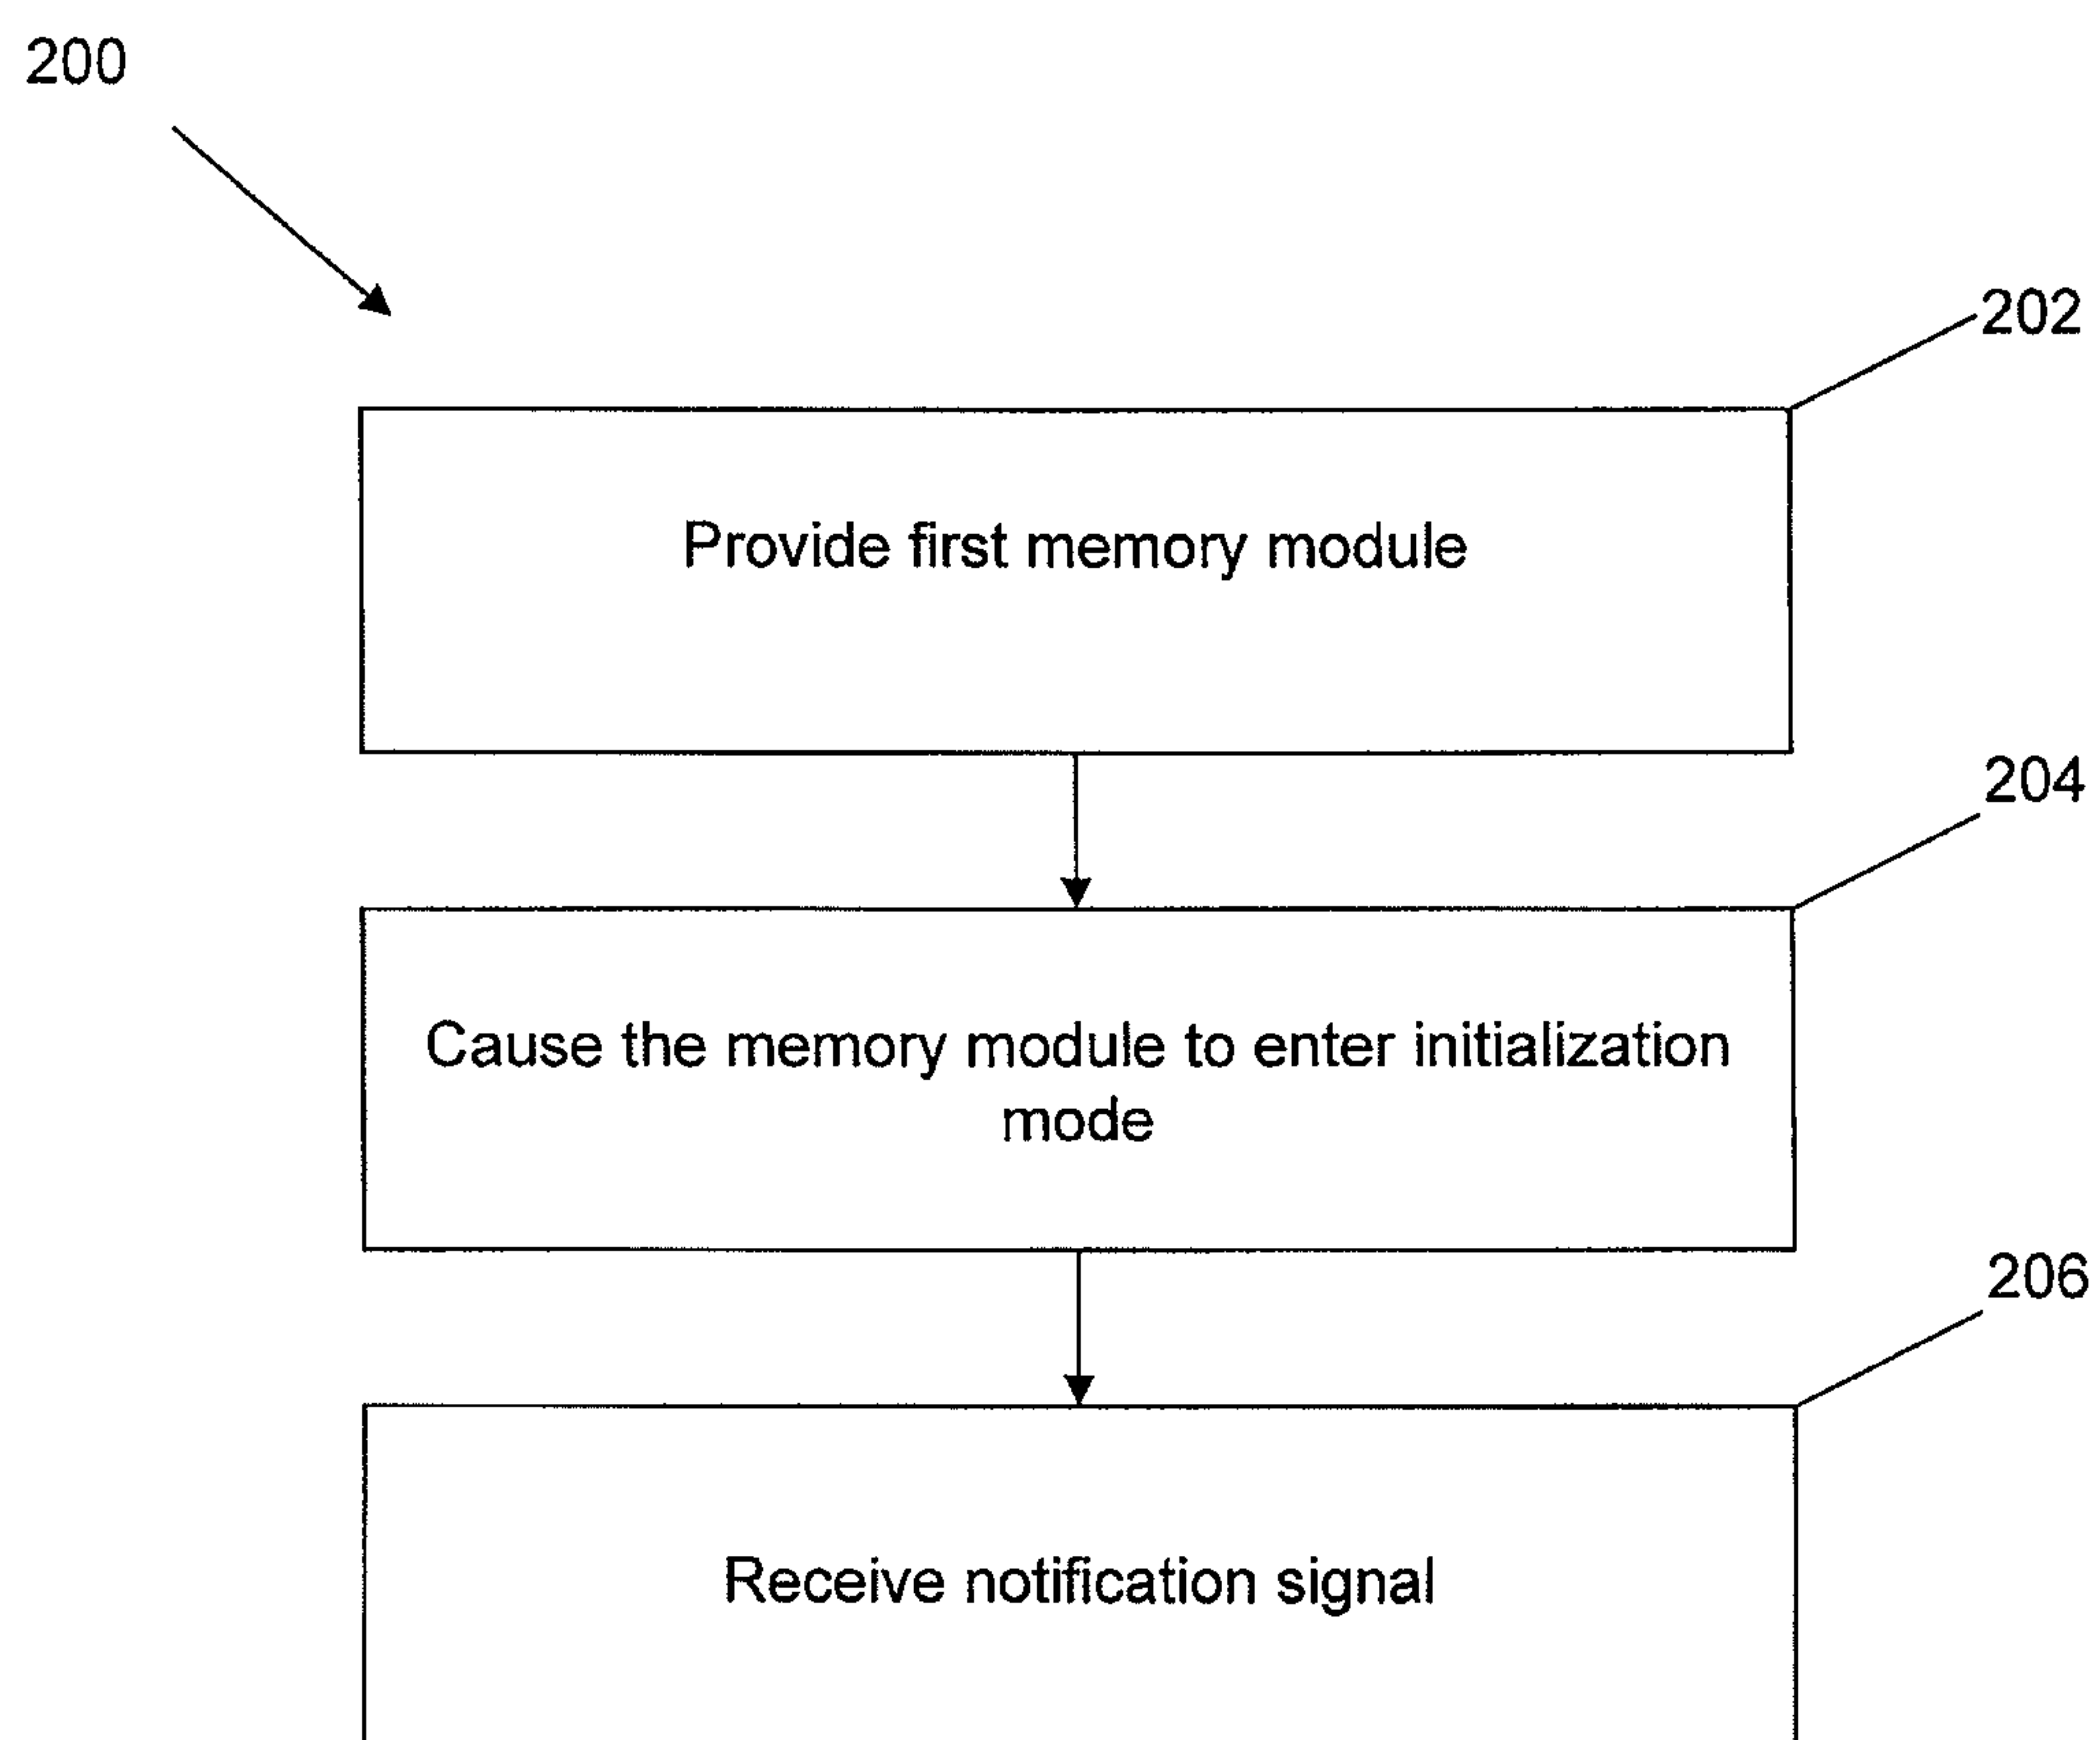 200
202
Provide first memory module
204
Cause the memory module to enter initialization
mode
206
Receive notification signal